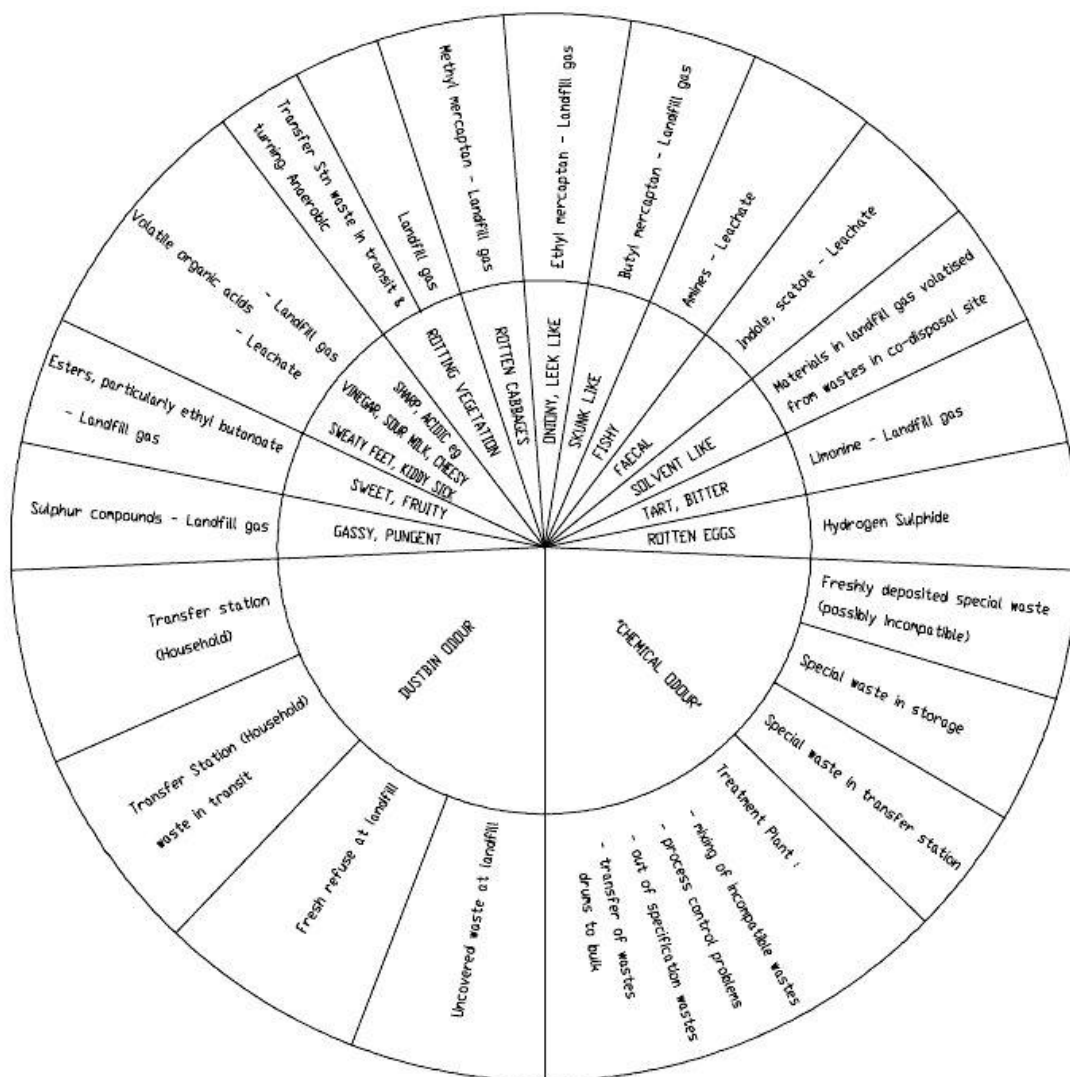 Sulphur compounds - Landfill gas
GASSY, PUNGENT
Esters, particularly ethyl butonoate
- Landfill gas
SWEET, FRUITY
Volatile organic acids
- Landfill gas
- Leachate
SHARP, ACIDIC eg
VINEGAR, SOUR MILK, CHEESY
SWEATY FEET, KIDDY SICK
Transfer Stn waste in transit &
turning. Anaerobic
Landfill gas
ROTTING VEGETATION
Methyl mercaptan - Landfill gas
ROTTEN CABBAGES
Ethyl mercaptan - Landfill gas
ONIONY, LEEK LIKE
Butyl mercaptan - Landfill gas
SKUNK LIKE
Amines - Leachate
FISHY
Indole, scatole - Leachate
FAECAL
Materials in landfill gas volatised
from wastes in co-disposal site
SOLVENT LIKE
Limonine - Landfill gas
TART, BITTER
Hydrogen Sulphide
ROTTEN EGGS
Freshly deposited special waste
(possibly Incompatible)
Special waste in storage
Special waste in transfer station
Treatment Plant :
- mixing of incompatible wastes
- process control problems
- out of specification wastes
- transfer of wastes
drums to bulk
"CHEMICAL ODOUR"
Uncovered waste at landfill
Fresh refuse at landfill
Transfer Station (Household)
waste in transit
Transfer station
(Household)
DUSTBIN ODOUR